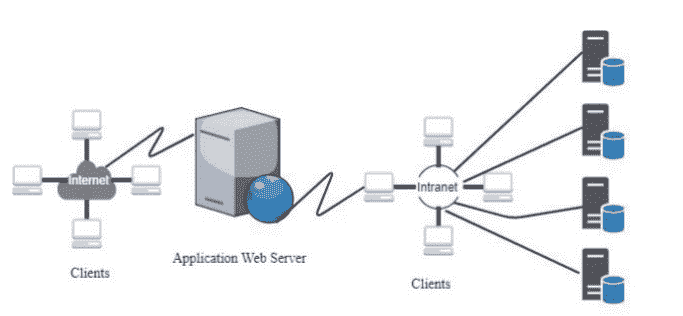 Internet
Clients
Application Web Server
Intranet
Clients